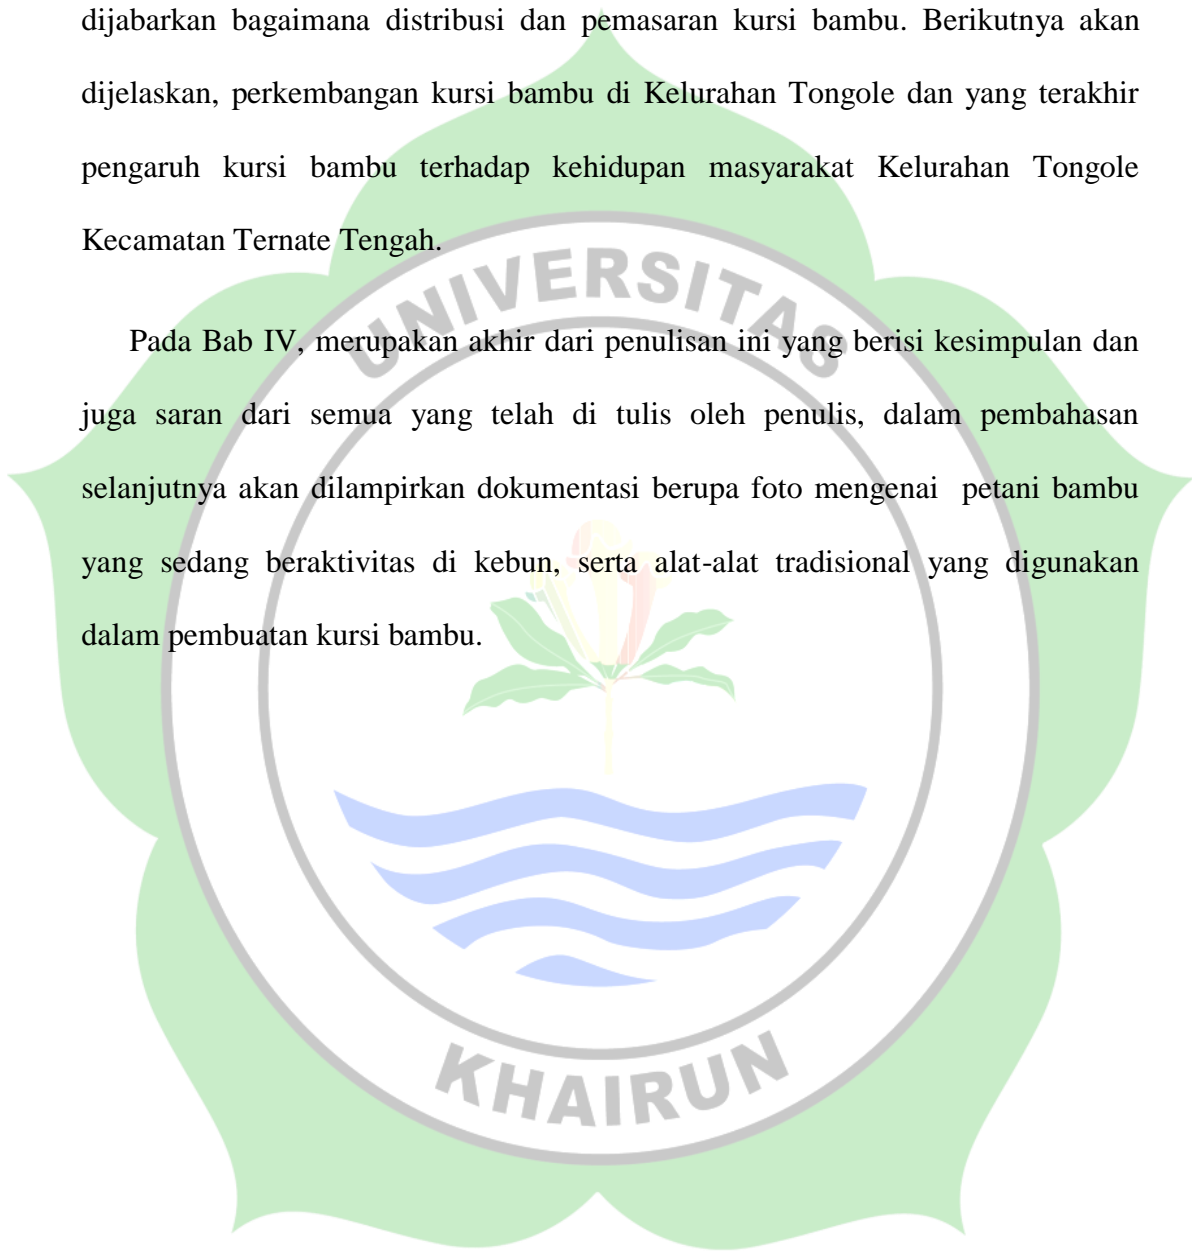 dijabarkan bagaimana distribusi dan pemasaran kursi bambu. Berikutnya akan
dijelaskan, perkembangan kursi bambu di Kelurahan Tongole dan yang terakhir
pengaruh kursi bambu terhadap kehidupan masyarakat Kelurahan Tongole
Kecamatan Ternate Tengah.
UNIVERSITAS
Pada Bab IV, merupakan akhir dari penulisan ini yang berisi kesimpulan dan
juga saran dari semua yang telah di tulis oleh penulis, dalam pembahasan
selanjutnya akan dilampirkan dokumentasi berupa foto mengenai  petani bambu
yang sedang beraktivitas di kebun, serta alat-alat tradisional yang digunakan
dalam pembuatan kursi bambu.
KHAIRUN